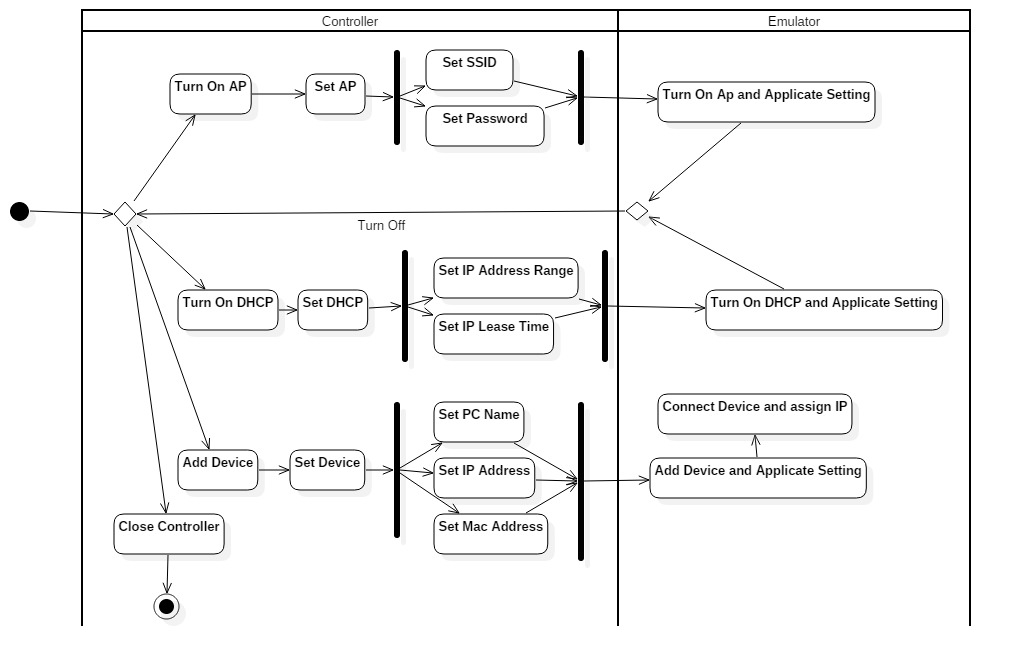 Controller
Emulator
Turn On AP
Set AP
Set SSID
Set Password
Turn On Ap and Applicate Setting
Turn Off
Turn On DHCP
Set DHCP
Set IP Address Range
Set IP Lease Time
Turn On DHCP and Applicate Setting
Add Device
Set Device
Set PC Name
Set IP Address
Set Mac Address
Connect Device and assign IP
Add Device and Applicate Setting
Close Controller